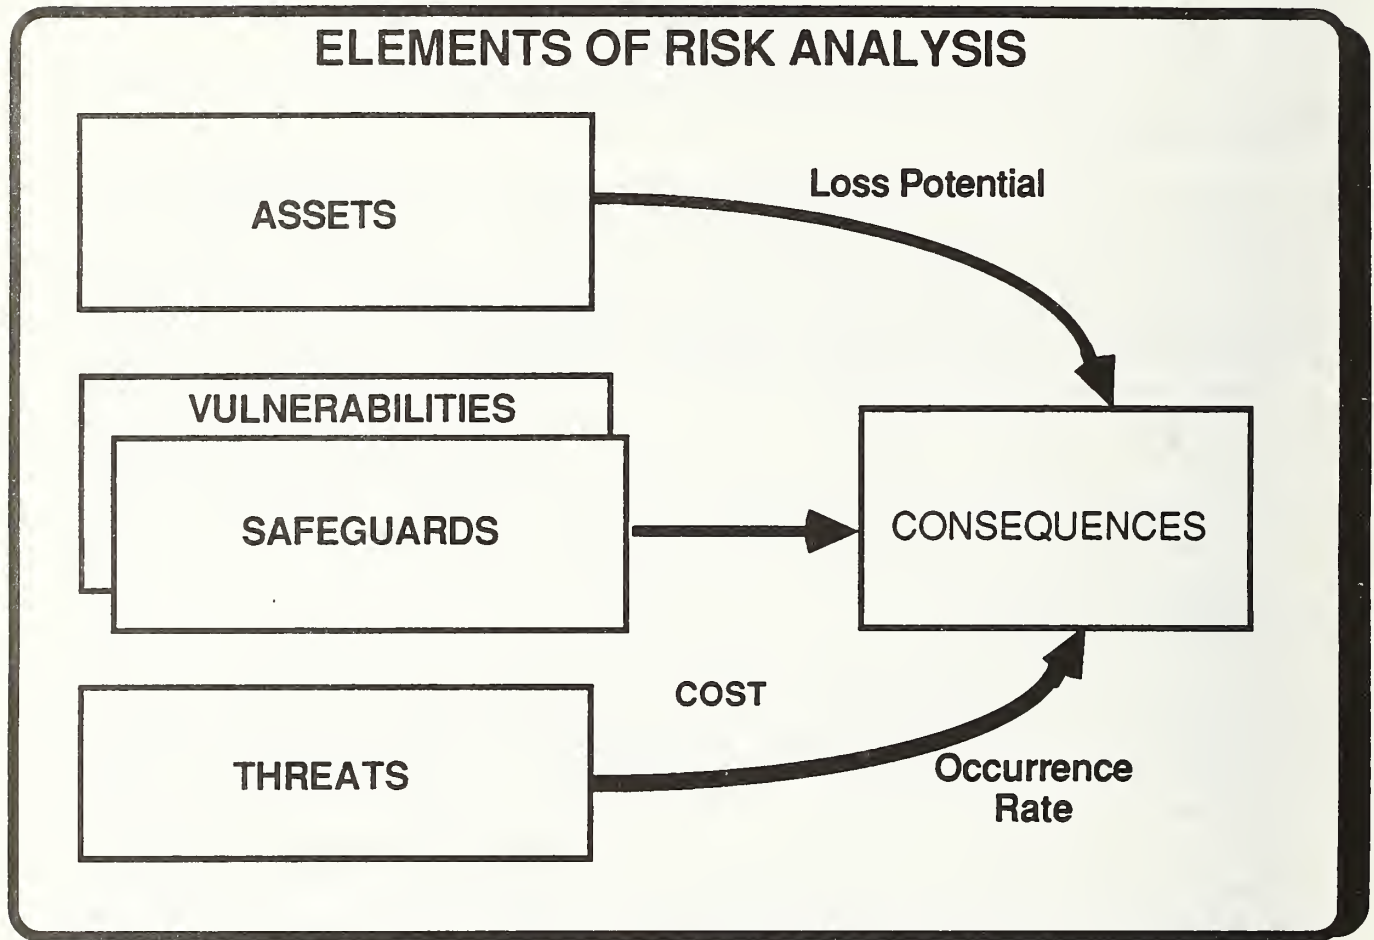 ELEMENTS OF RISK ANALYSIS
ASSETS
Loss Potential
VULNERABILITIES
SAFEGUARDS
CONSEQUENCES
COST
THREATS
Occurrence
Rate